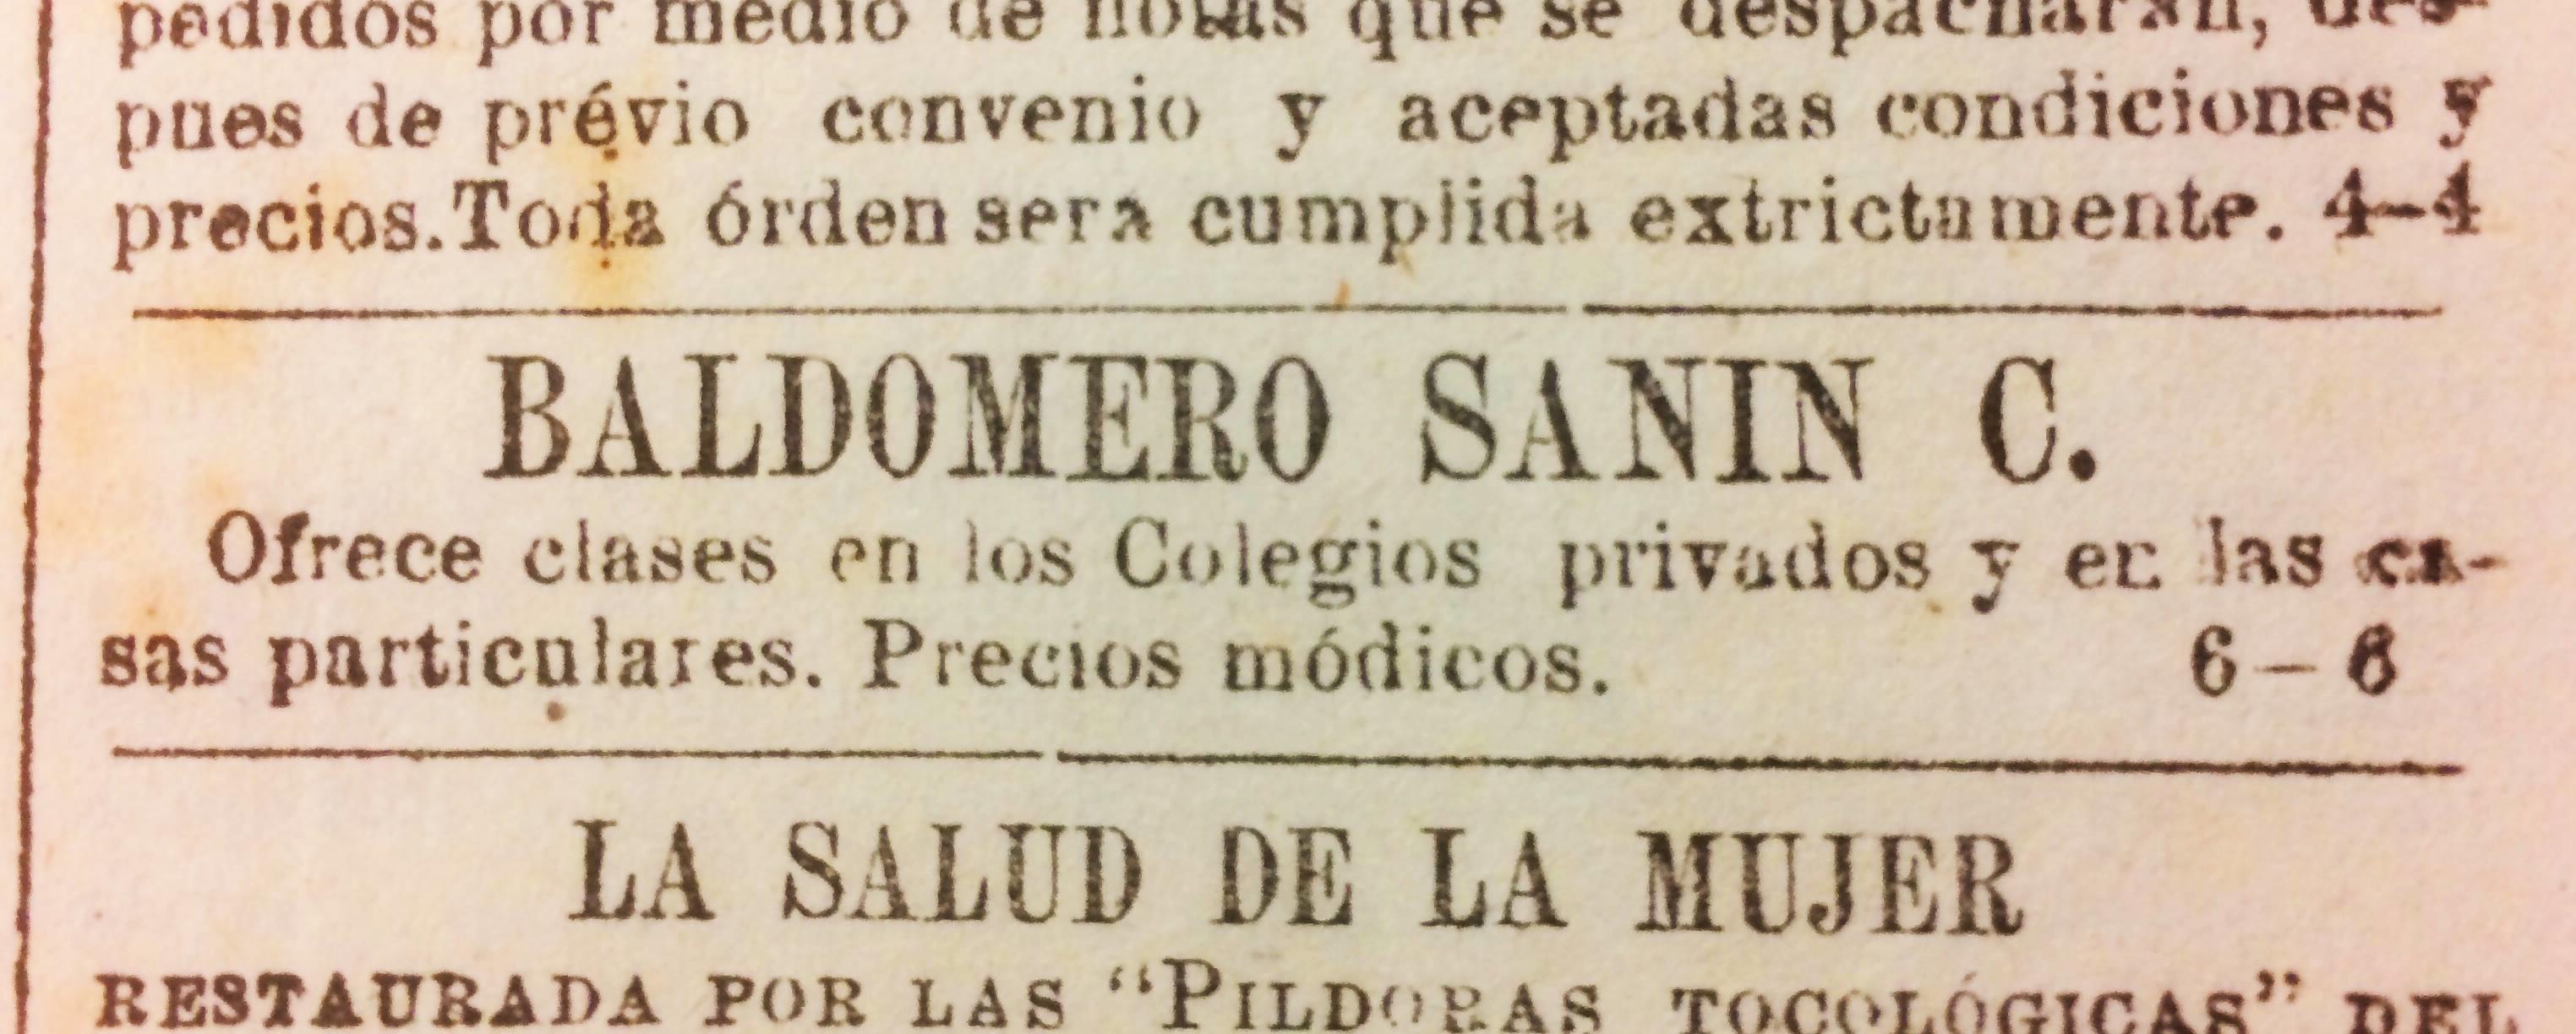 pedidos por medio de notas que se despacharán, des-
pues de prévio convenio y aceptadas condiciones y
precios. Toda órden sera cumplida extrictamente. 4–4
BALDOMERO SANIN C.
Ofrece clases en los Colegios privados y en las ca-
sas particulares. Precios módicos. 6–6
LA SALUD DE LA MUJER
RESTAURADA POR LAS “PILDORAS TOCOLÓGICAS” DEL